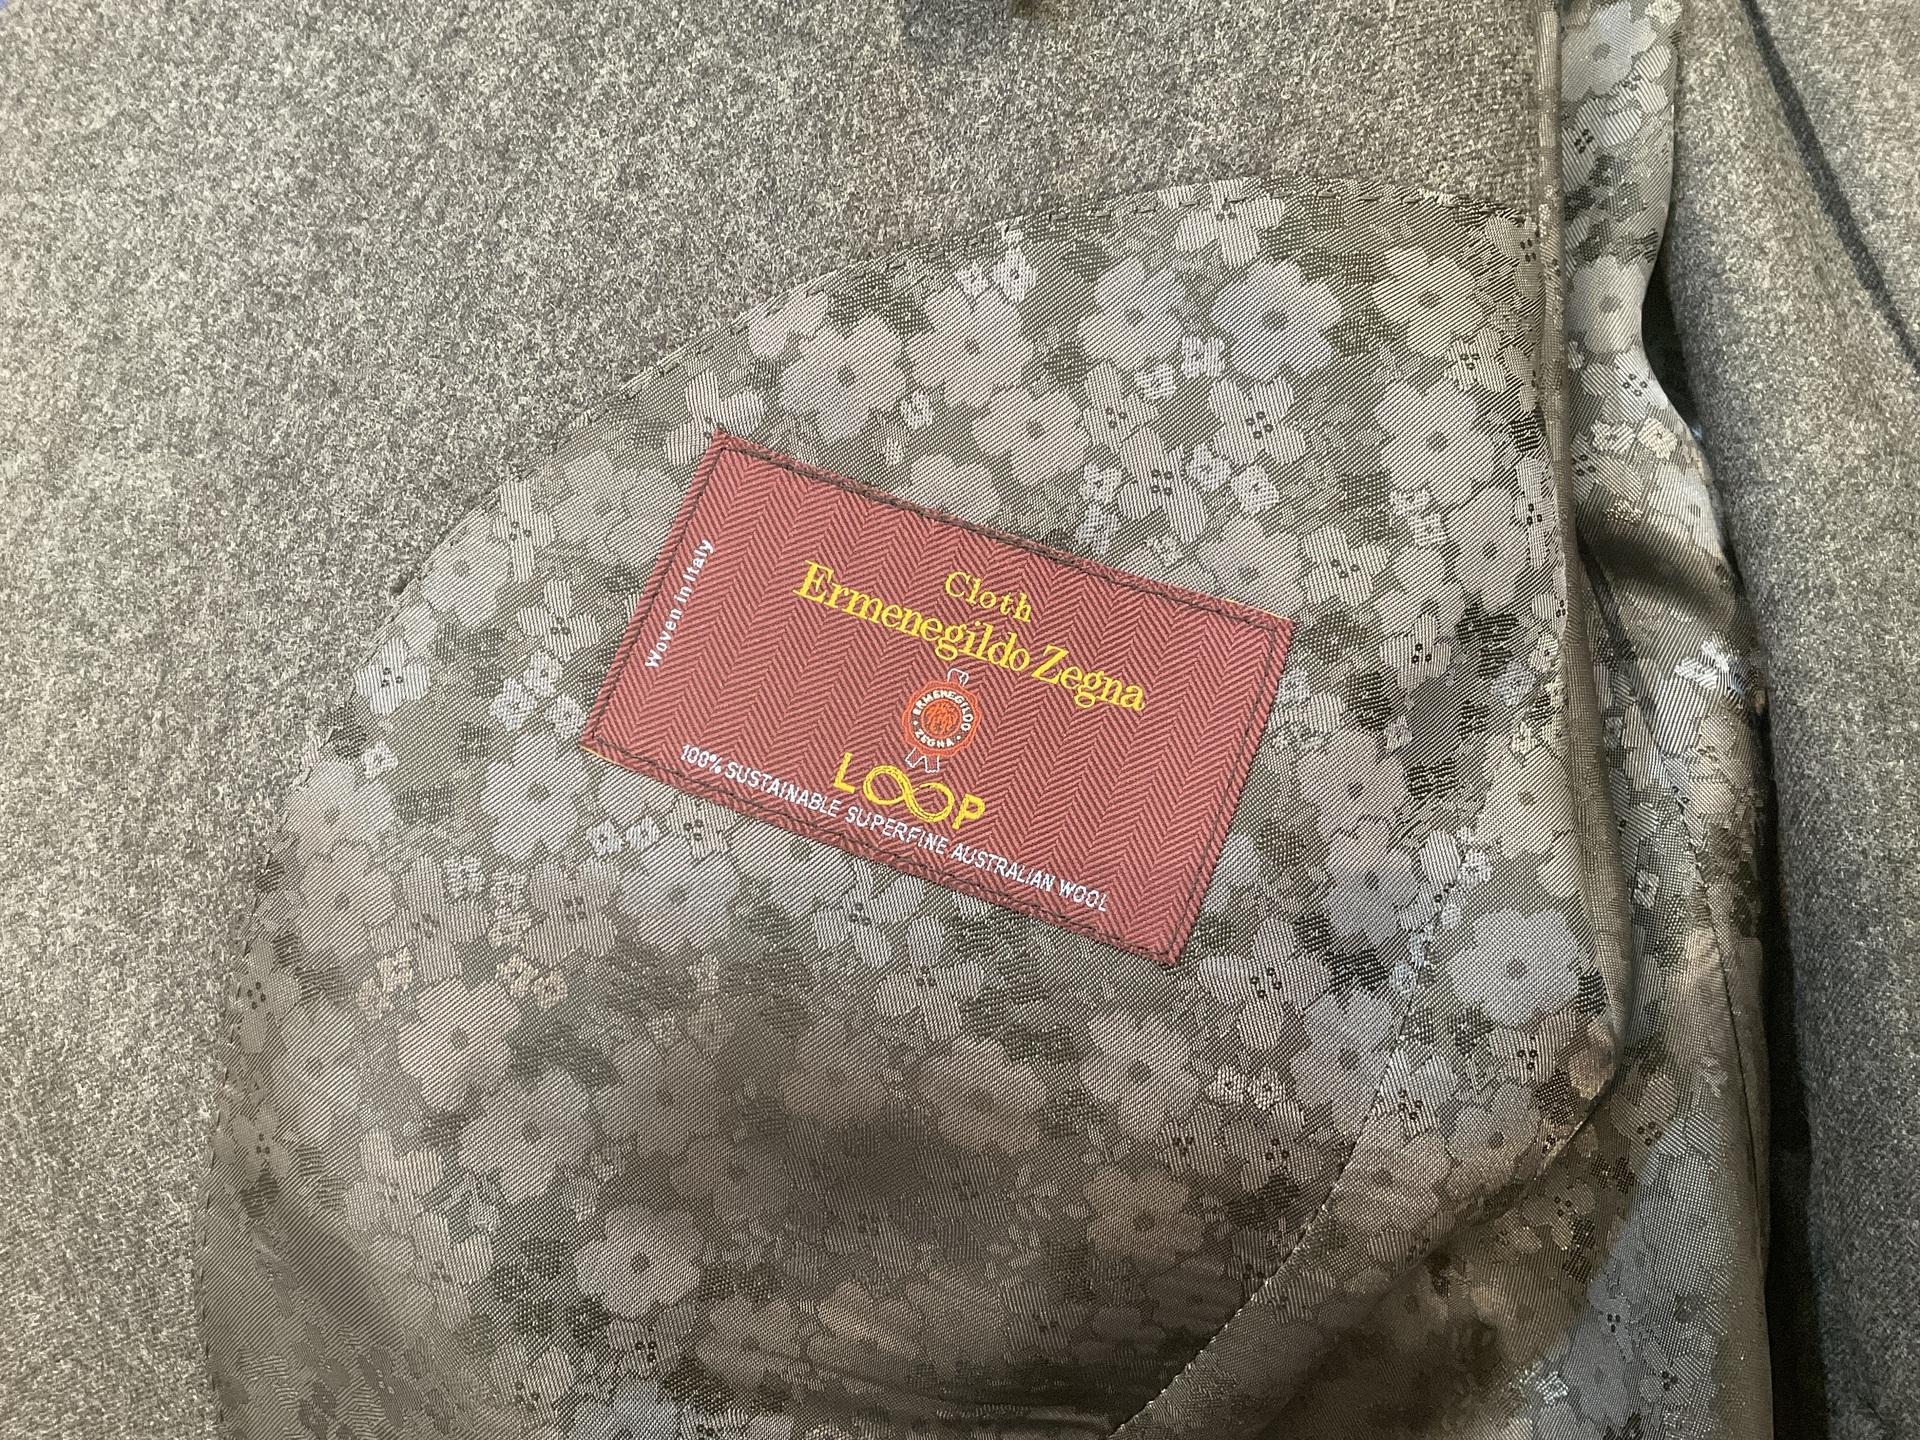 Woven in Italy
Cloth
Ermenegildo Zegna
ERMENEGILDO
ZEGNA
LOOP
100% SUSTAINABLE SUPERFINE AUSTRALIAN WOOL